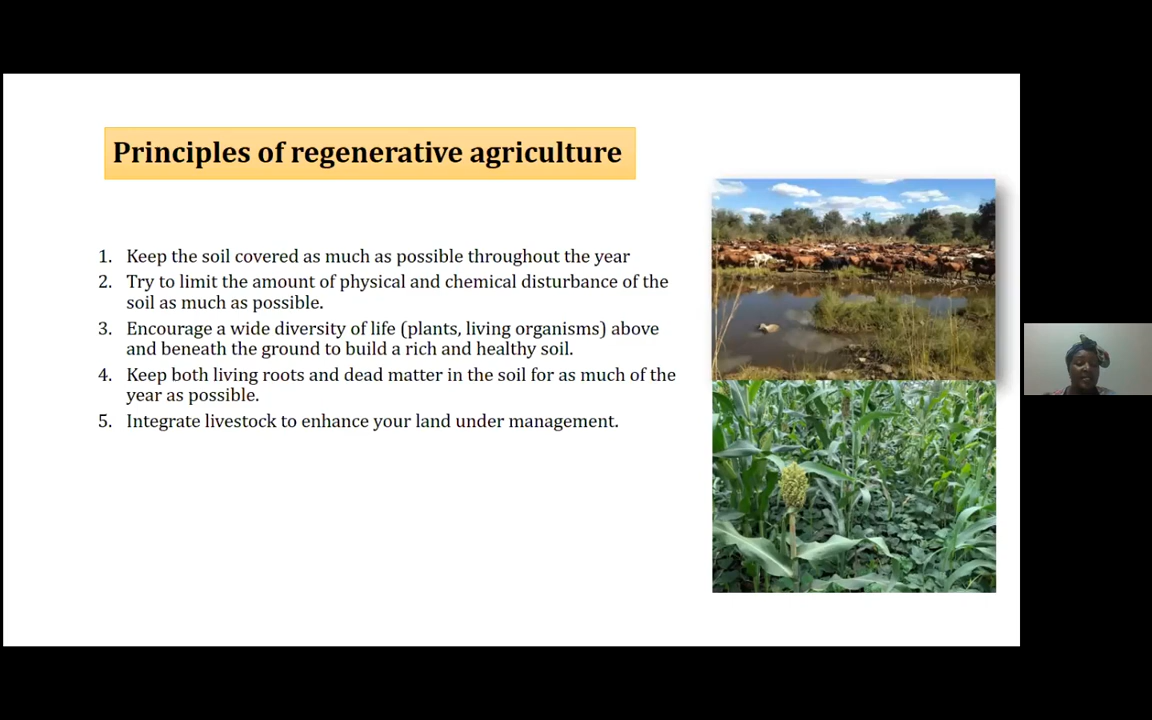 Principles of regenerative agriculture
1. Keep the soil covered as much as possible throughout the year
2. Try to limit the amount of physical and chemical disturbance of the
soil as much as possible.
3. Encourage a wide diversity of life (plants, living organisms) above
and beneath the ground to build a rich and healthy soil.
4. Keep both living roots and dead matter in the soil for as much of the
year as possible.
5. Integrate livestock to enhance your land under management.